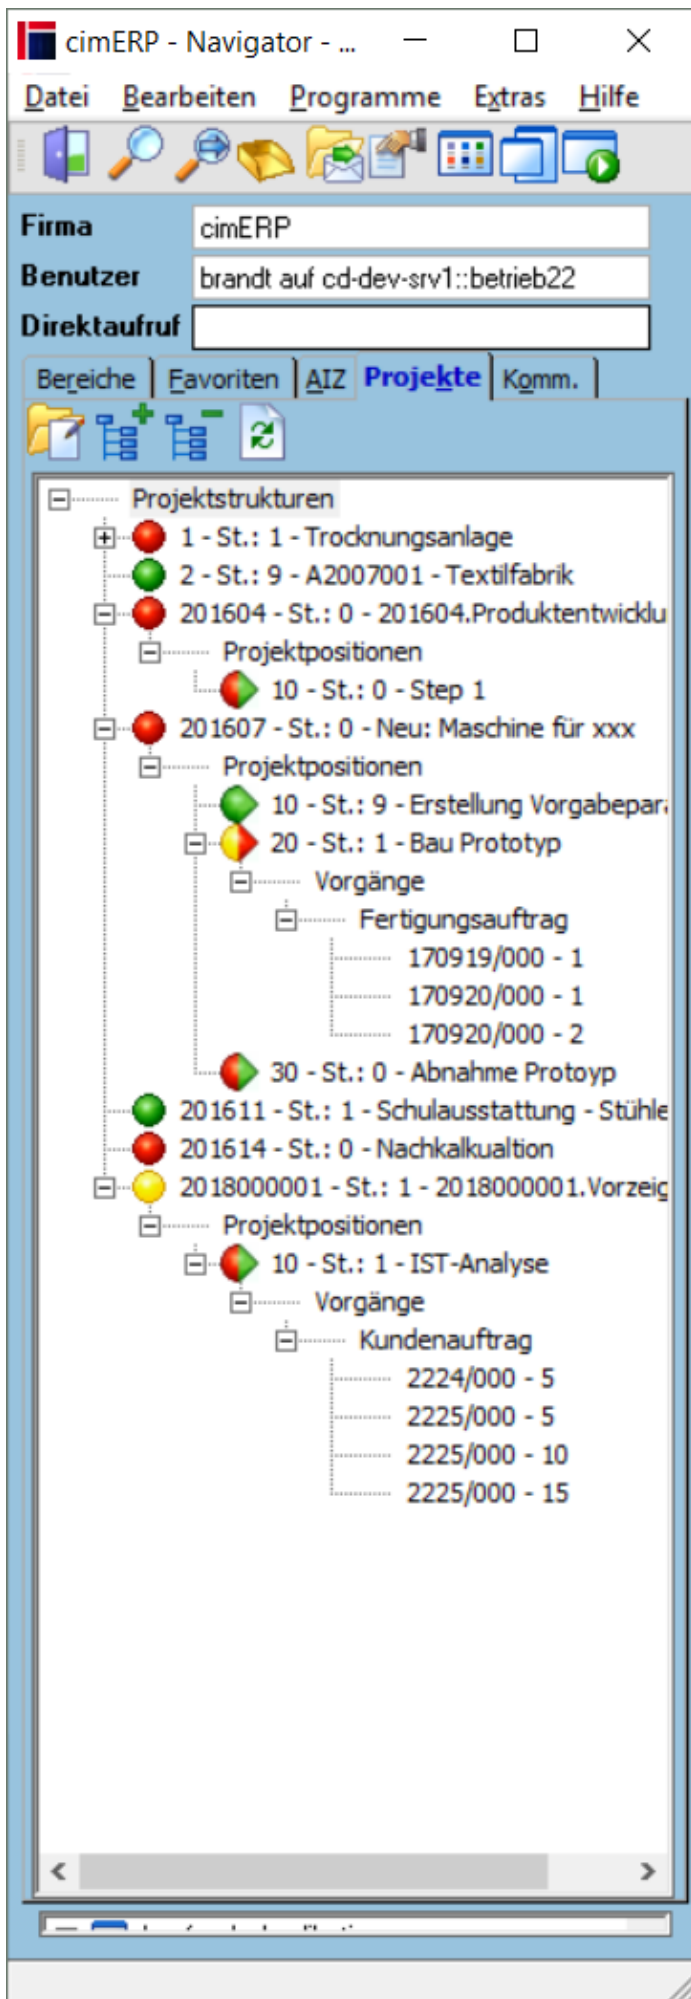 cimERP - Navigator - ...
Datei Bearbeiten Programme Extras Hilfe
Firma cimERP
Benutzer brandt auf cd-dev-srv1::betrieb22
Direktaufruf
Bereiche Favoriten AIZ Projekte Komm.
Projektstrukturen
1 - St.: 1 - Trocknungsanlage
2 - St.: 9 - A2007001 - Textilfabrik
201604 - St.: 0 - 201604.Produktentwicklu
Projektpositionen
10 - St.: 0 - Step 1
201607 - St.: 0 - Neu: Maschine für xxx
Projektpositionen
10 - St.: 9 - Erstellung Vorgabepara
20 - St.: 1 - Bau Prototyp
Vorgänge
Fertigungsauftrag
170919/000 - 1
170920/000 - 1
170920/000 - 2
30 - St.: 0 - Abnahme Protoyp
201611 - St.: 1 - Schulausstattung - Stühle
201614 - St.: 0 - Nachkalkualtion
2018000001 - St.: 1 - 2018000001.Vorzeig
Projektpositionen
10 - St.: 1 - IST-Analyse
Vorgänge
Kundenauftrag
2224/000 - 5
2225/000 - 5
2225/000 - 10
2225/000 - 15